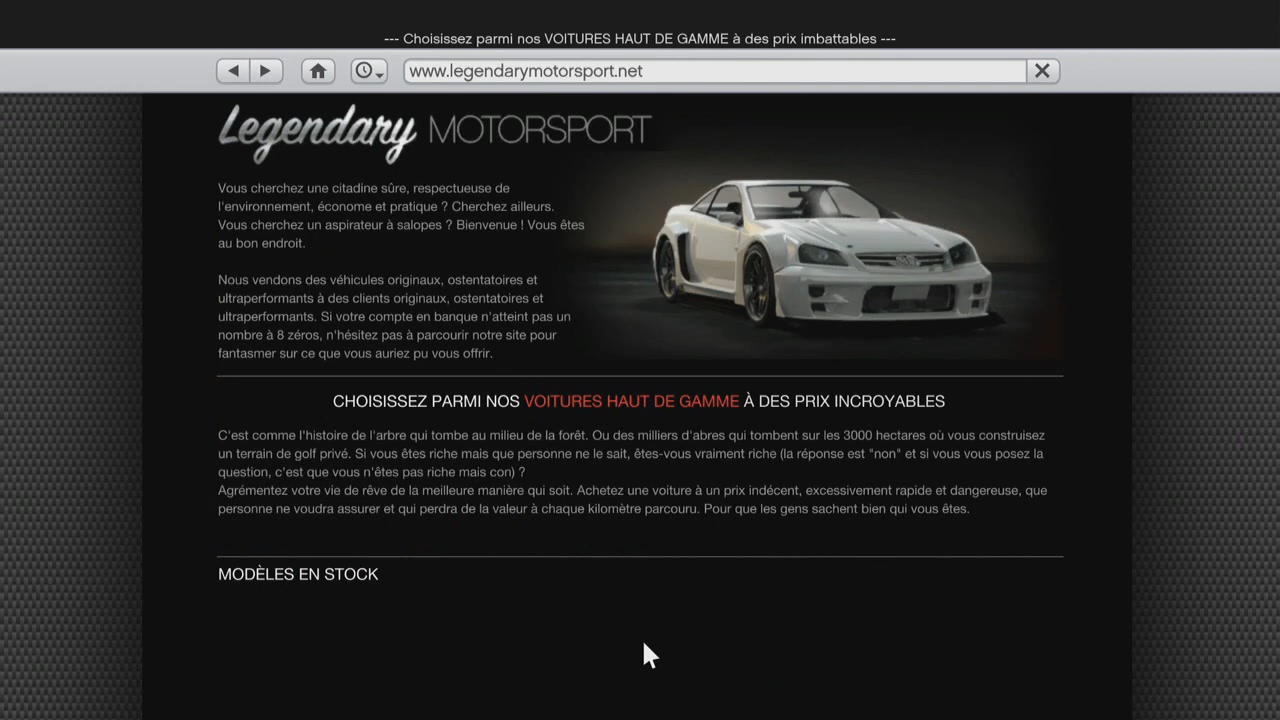 --- Choisissez parmi nos VOITURES HAUT DE GAMME à des prix imbattables ---
www.legendarymotorsport.net
Legendary MOTORSPORT
Vous cherchez une citadine sûre, respectueuse de
l'environnement, économe et pratique ? Cherchez ailleurs.
Vous cherchez un aspirateur à salopes ? Bienvenue ! Vous êtes
au bon endroit.
Nous vendons des véhicules originaux, ostentatoires et
ultraperformants à des clients originaux, ostentatoires et
ultraperformants. Si votre compte en banque n'atteint pas un
nombre à 8 zéros, n'hésitez pas à parcourir notre site pour
fantasmer sur ce que vous auriez pu vous offrir.
CHOISISSEZ PARMI NOS VOITURES HAUT DE GAMME À DES PRIX INCROYABLES
C'est comme l'histoire de l'arbre qui tombe au milieu de la forêt. Ou des milliers d'abres qui tombent sur les 3000 hectares où vous construisez
un terrain de golf privé. Si vous êtes riche mais que personne ne le sait, êtes-vous vraiment riche (la réponse est "non" et si vous vous posez la
question, c'est que vous n'êtes pas riche mais con) ?
Agrémentez votre vie de rêve de la meilleure manière qui soit. Achetez une voiture à un prix indécent, excessivement rapide et dangereuse, que
personne ne voudra assurer et qui perdra de la valeur à chaque kilomètre parcouru. Pour que les gens sachent bien qui vous êtes.
MODÈLES EN STOCK